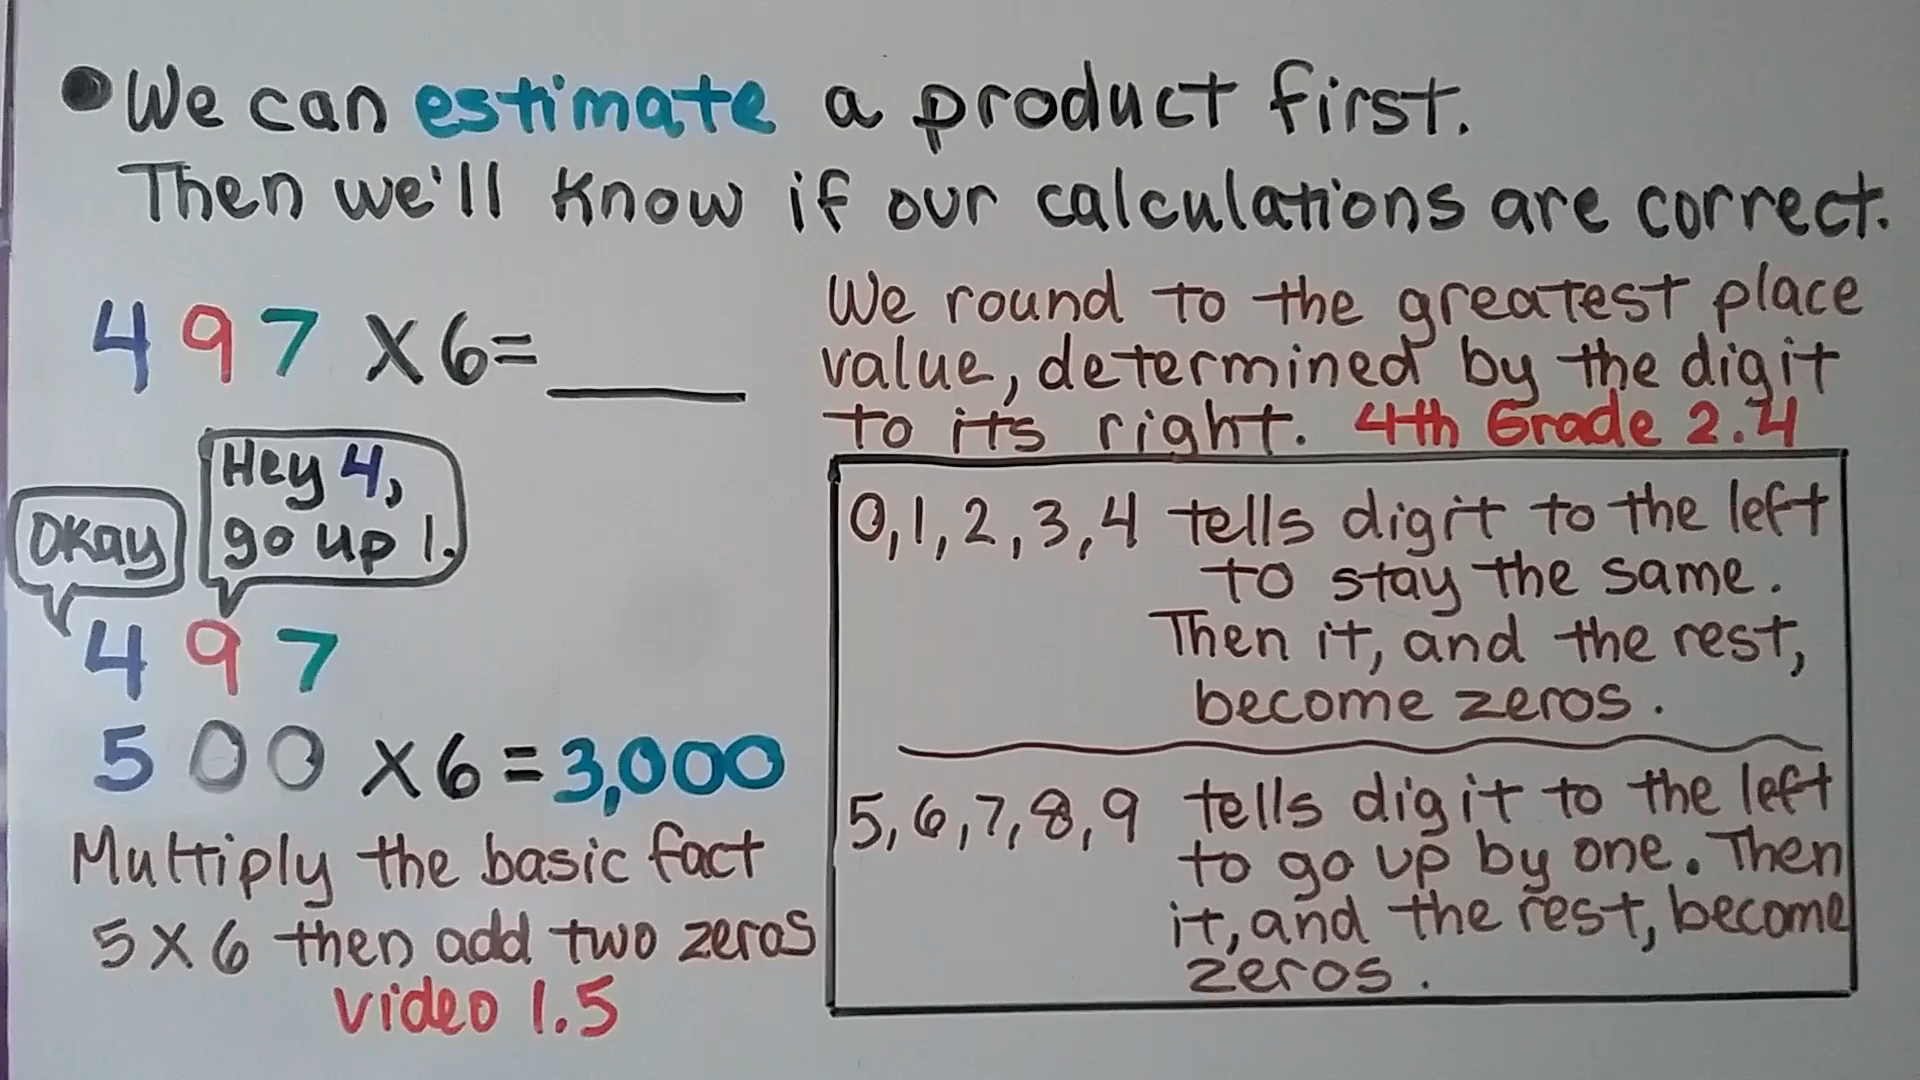 We can estimate a product first.
Then we'll know if our calculations are correct.
497 x6=____
We round to the greatest place
value, determined by the digit
to its right. 4th Grade 2.4
Hey 4,
go up 1.
Okay
497
500 x6=3,000
Multiply the basic fact
5x6 then add two zeros
video 1.5
0,1,2,3,4 tells digit to the left
to stay the same.
Then it, and the rest,
become zeros.
5,6,7,8,9 tells digit to the left
to go up by one. Then
it, and the rest, become
zeros.